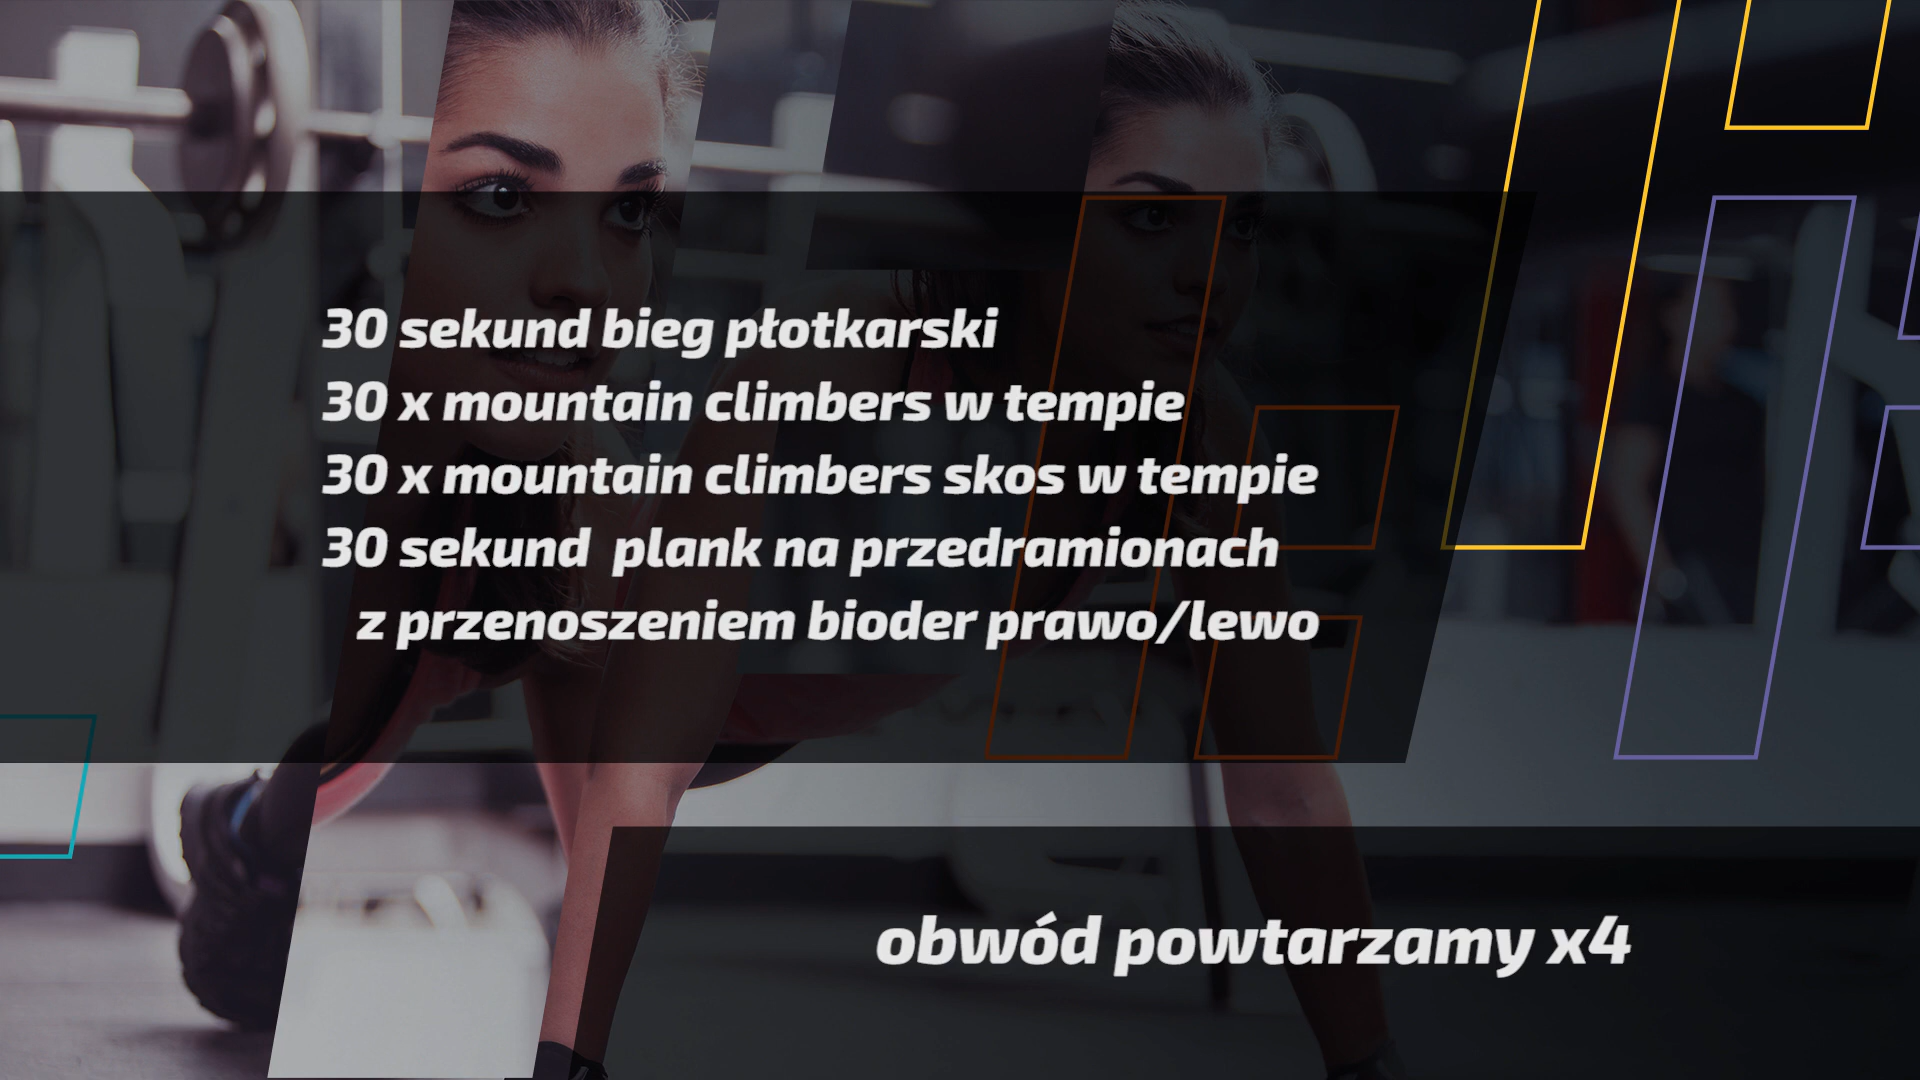 30 sekund bieg płotkarski
30 x mountain climbers w tempie
30 x mountain climbers skos w tempie
30 sekund  plank na przedramionach
z przenoszeniem bioder prawo/lewo
obwód powtarzamy x4